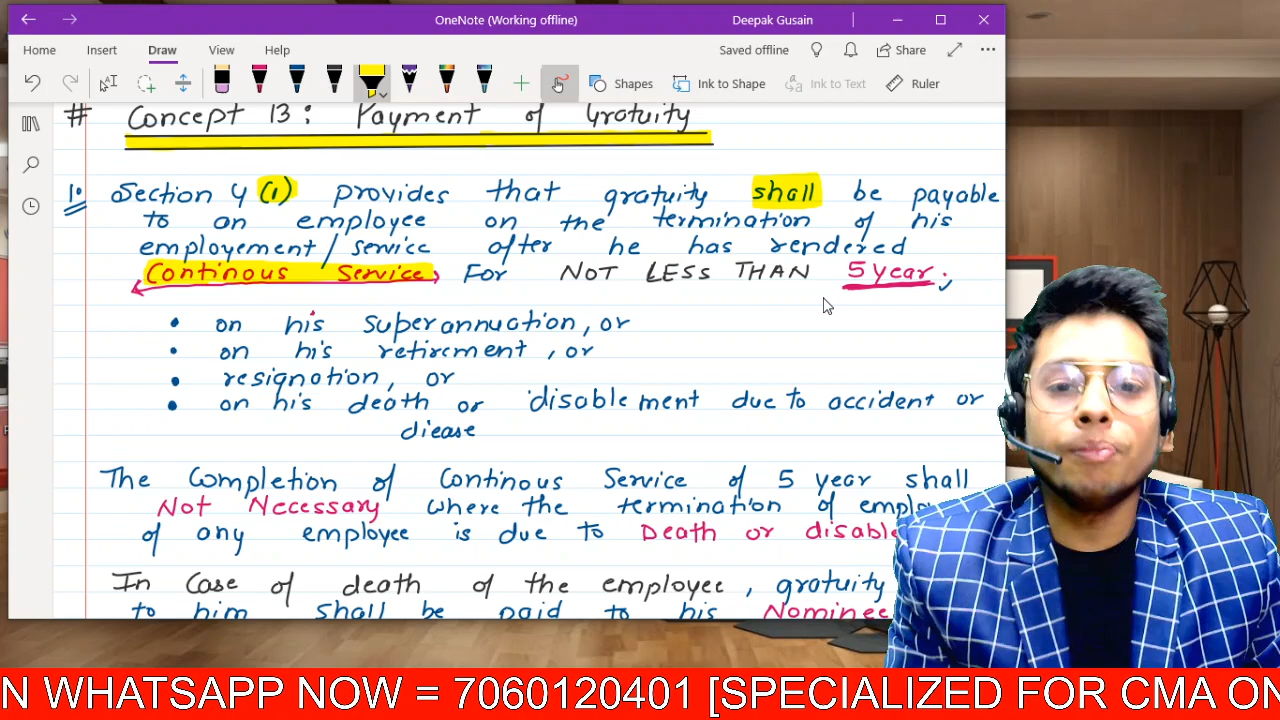 OneNote (Working offline)
Deepak Gusain
Home Insert Draw View Help
Saved offline
Share
Shapes
Ink to Shape
Ink to Text
Ruler
# Concept 13: Payment of Gratuity
1. Section 4 (1) provides that gratuity shall be payable
to an employee on the termination of his
employement/ service after he has rendered
Continous Service For NOT LESS THAN 5 year,
• on his superannuation, or
• on his retirement, or
• resignation, or
• on his death or disablement due to accident or
diease
The Completion of Continous Service of 5 year shall
Not Necessary where the termination of
of any employee is due to Death or
In Case of death of the employee, gratuity
to him shall be paid to his Nominee
N WHATSAPP NOW = 7060120401 [SPECIALIZED FOR CMA ON